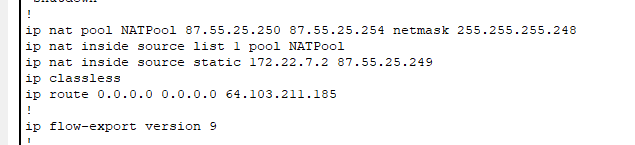 !
ip nat pool NATPool 87.55.25.250 87.55.25.254 netmask 255.255.255.248
ip nat inside source list 1 pool NATPool
ip nat inside source static 172.22.7.2 87.55.25.249
ip classless
ip route 0.0.0.0 0.0.0.0 64.103.211.185
!
ip flow-export version 9
!